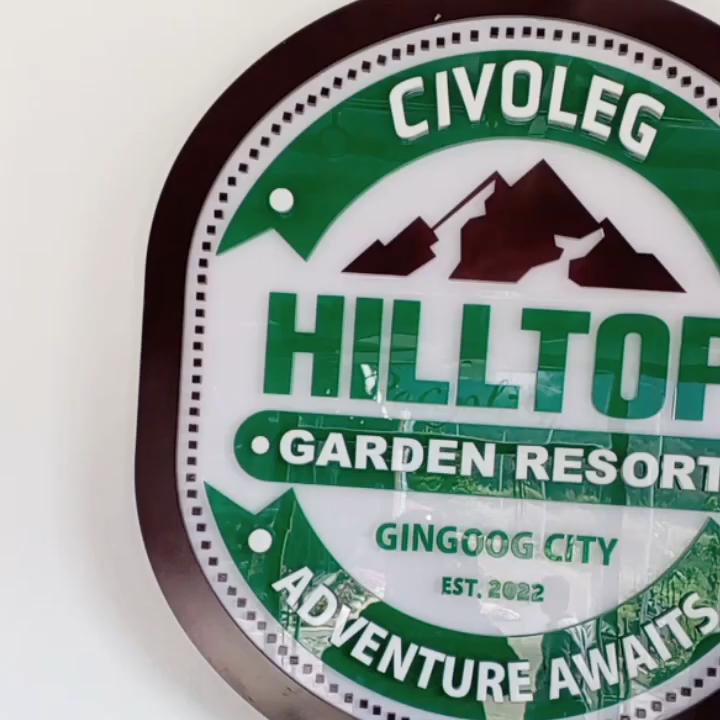 CIVOLEG
HILLTOP
GARDEN RESORT
GINGOOG CITY
EST. 2022
ADVENTURE AWAITS